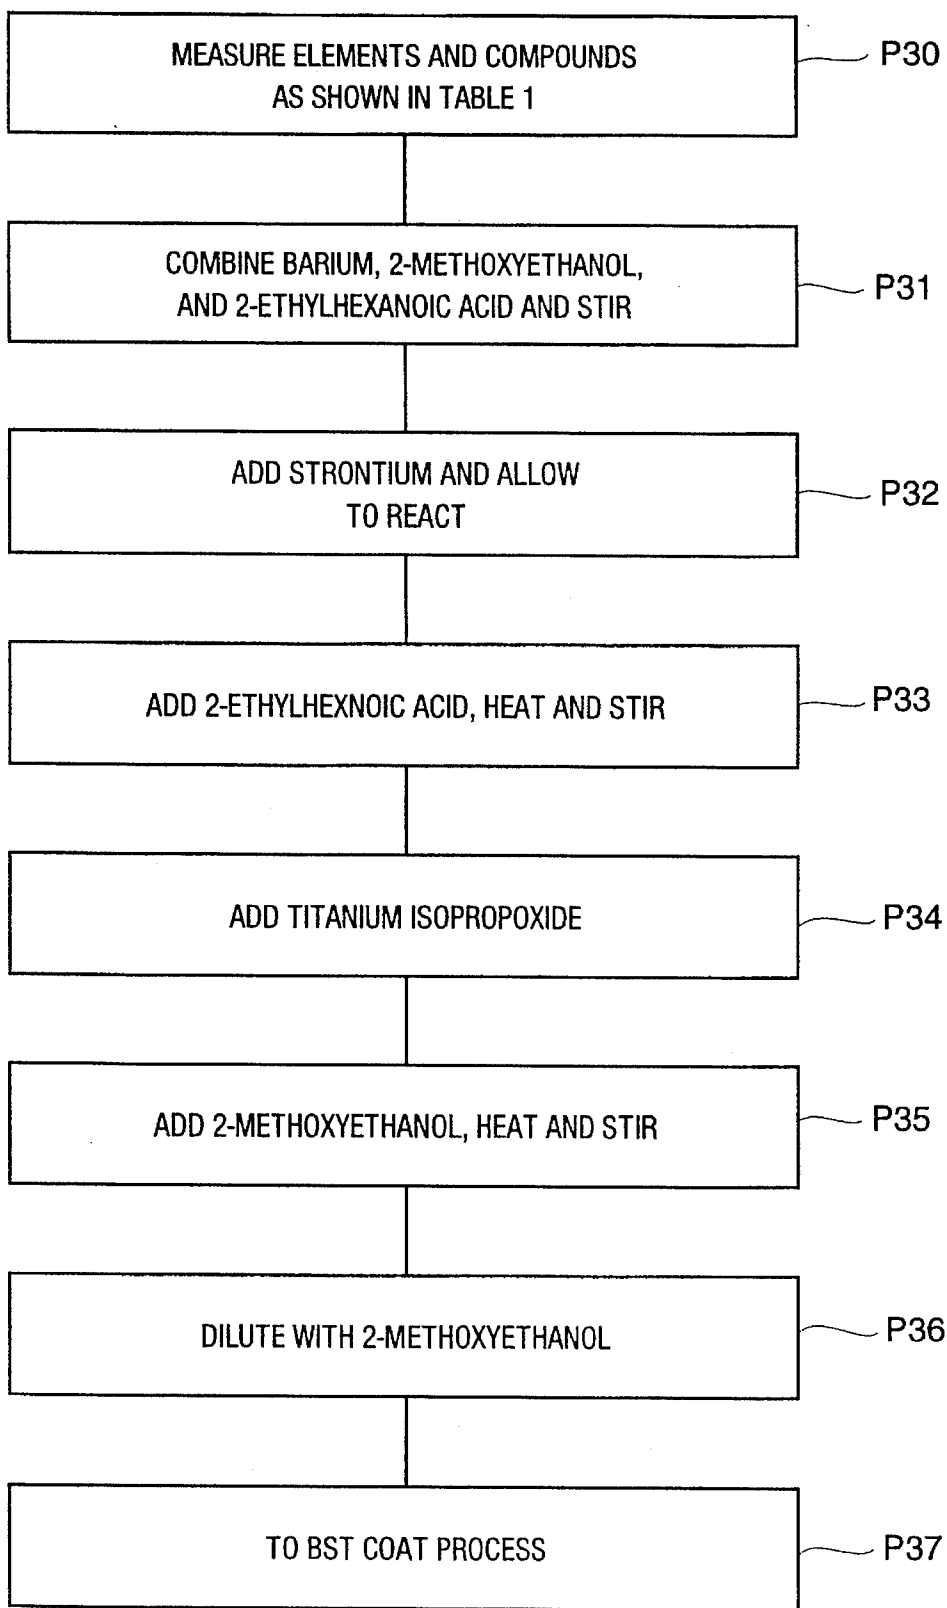 MEASURE ELEMENTS AND COMPOUNDS
AS SHOWN IN TABLE 1
P30
COMBINE BARIUM, 2-METHOXYETHANOL,
AND 2-ETHYLHEXANOIC ACID AND STIR
P31
ADD STRONTIUM AND ALLOW
TO REACT
P32
ADD 2-ETHYLHEXNOIC ACID, HEAT AND STIR
P33
ADD TITANIUM ISOPROPOXIDE
P34
ADD 2-METHOXYETHANOL, HEAT AND STIR
P35
DILUTE WITH 2-METHOXYETHANOL
P36
TO BST COAT PROCESS
P37